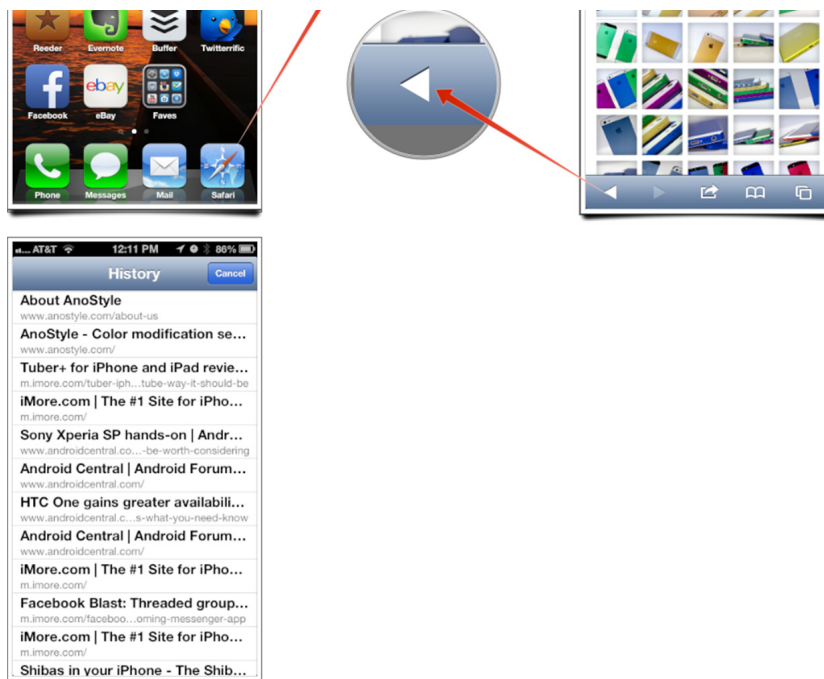 Reeder Evernote Buffer Twitterrific
ebay
Facebook eBay Faves
Phone Messages Mail Safari
AT&T 12:11 PM 86%
History Cancel
About AnoStyle
www.anostyle.com/about-us
AnoStyle - Color modification se...
www.anostyle.com/
Tuber+ for iPhone and iPad revie...
m.imore.com/tuber-iph...tube-way-it-should-be
iMore.com | The #1 Site for iPho...
m.imore.com/
Sony Xperia SP hands-on | Andr...
www.androidcentral.co...-be-worth-considering
Android Central | Android Forum...
www.androidcentral.com/
HTC One gains greater availabili...
www.androidcentral.c...s-what-you-need-know
Android Central | Android Forum...
www.androidcentral.com/
iMore.com | The #1 Site for iPho...
m.imore.com/
Facebook Blast: Threaded group...
m.imore.com/faceboo...oming-messenger-app
iMore.com | The #1 Site for iPho...
m.imore.com/
Shibas in your iPhone - The Shib...